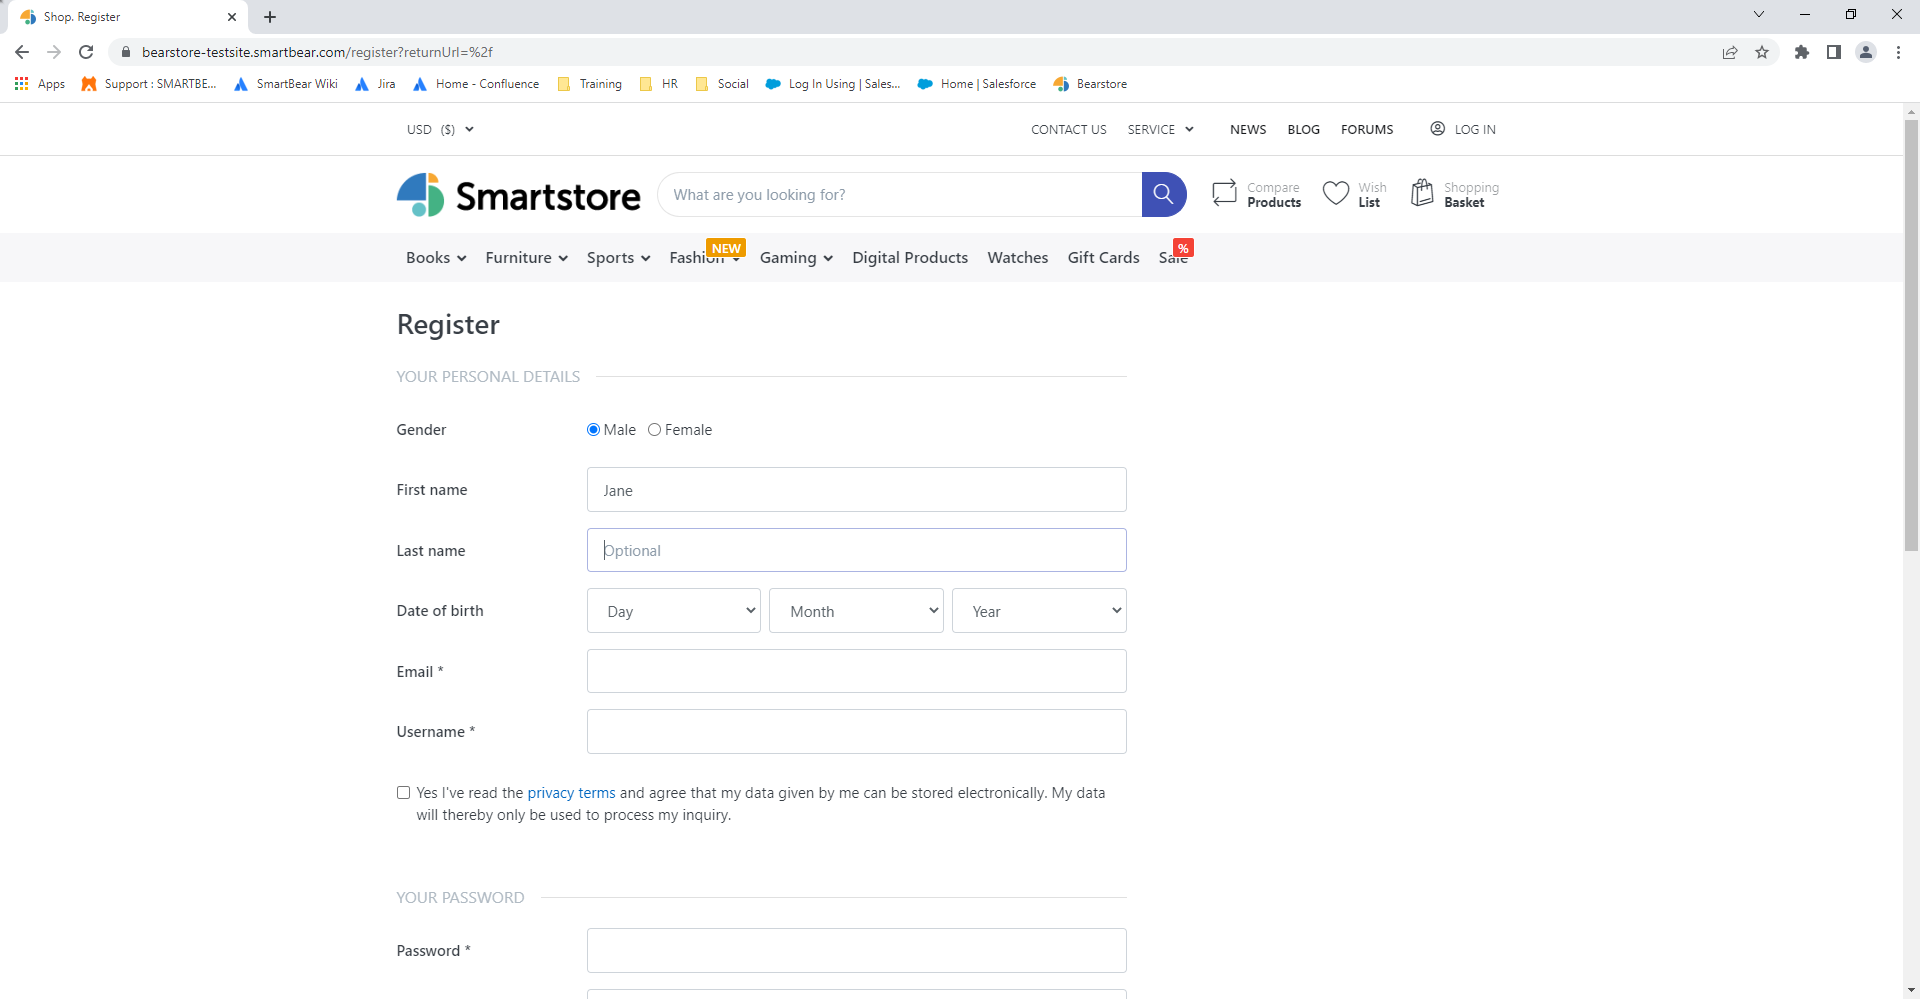 Shop. Register
bearstore-testsite.smartbear.com/register?returnUrl=%2f
Apps Support : SMARTBE... SmartBear Wiki Jira Home - Confluence Training HR Social Log In Using | Sales... Home | Salesforce Bearstore
USD ($) CONTACT US SERVICE NEWS BLOG FORUMS LOG IN
Smartstore What are you looking for? Compare Products Wish List Shopping Basket
Books Furniture Sports Fashion NEW Gaming Digital Products Watches Gift Cards Sale %
Register
YOUR PERSONAL DETAILS
Gender Male Female
First name Jane
Last name Optional
Date of birth Day Month Year
Email *
Username *
Yes I've read the privacy terms and agree that my data given by me can be stored electronically. My data
will thereby only be used to process my inquiry.
YOUR PASSWORD
Password *